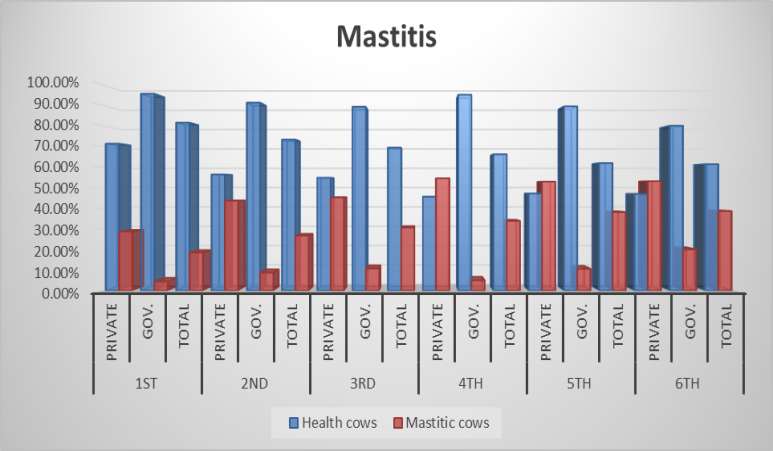 Mastitis
100.00%
90.00%
80.00%
70.00%
60.00%
50.00%
40.00%
30.00%
20.00%
10.00%
0.00%
PRIVATE GOV. TOTAL PRIVATE GOV. TOTAL PRIVATE GOV. TOTAL PRIVATE GOV. TOTAL PRIVATE GOV. TOTAL PRIVATE GOV. TOTAL
1ST 2ND 3RD 4TH 5TH 6TH
Health cows Mastitic cows